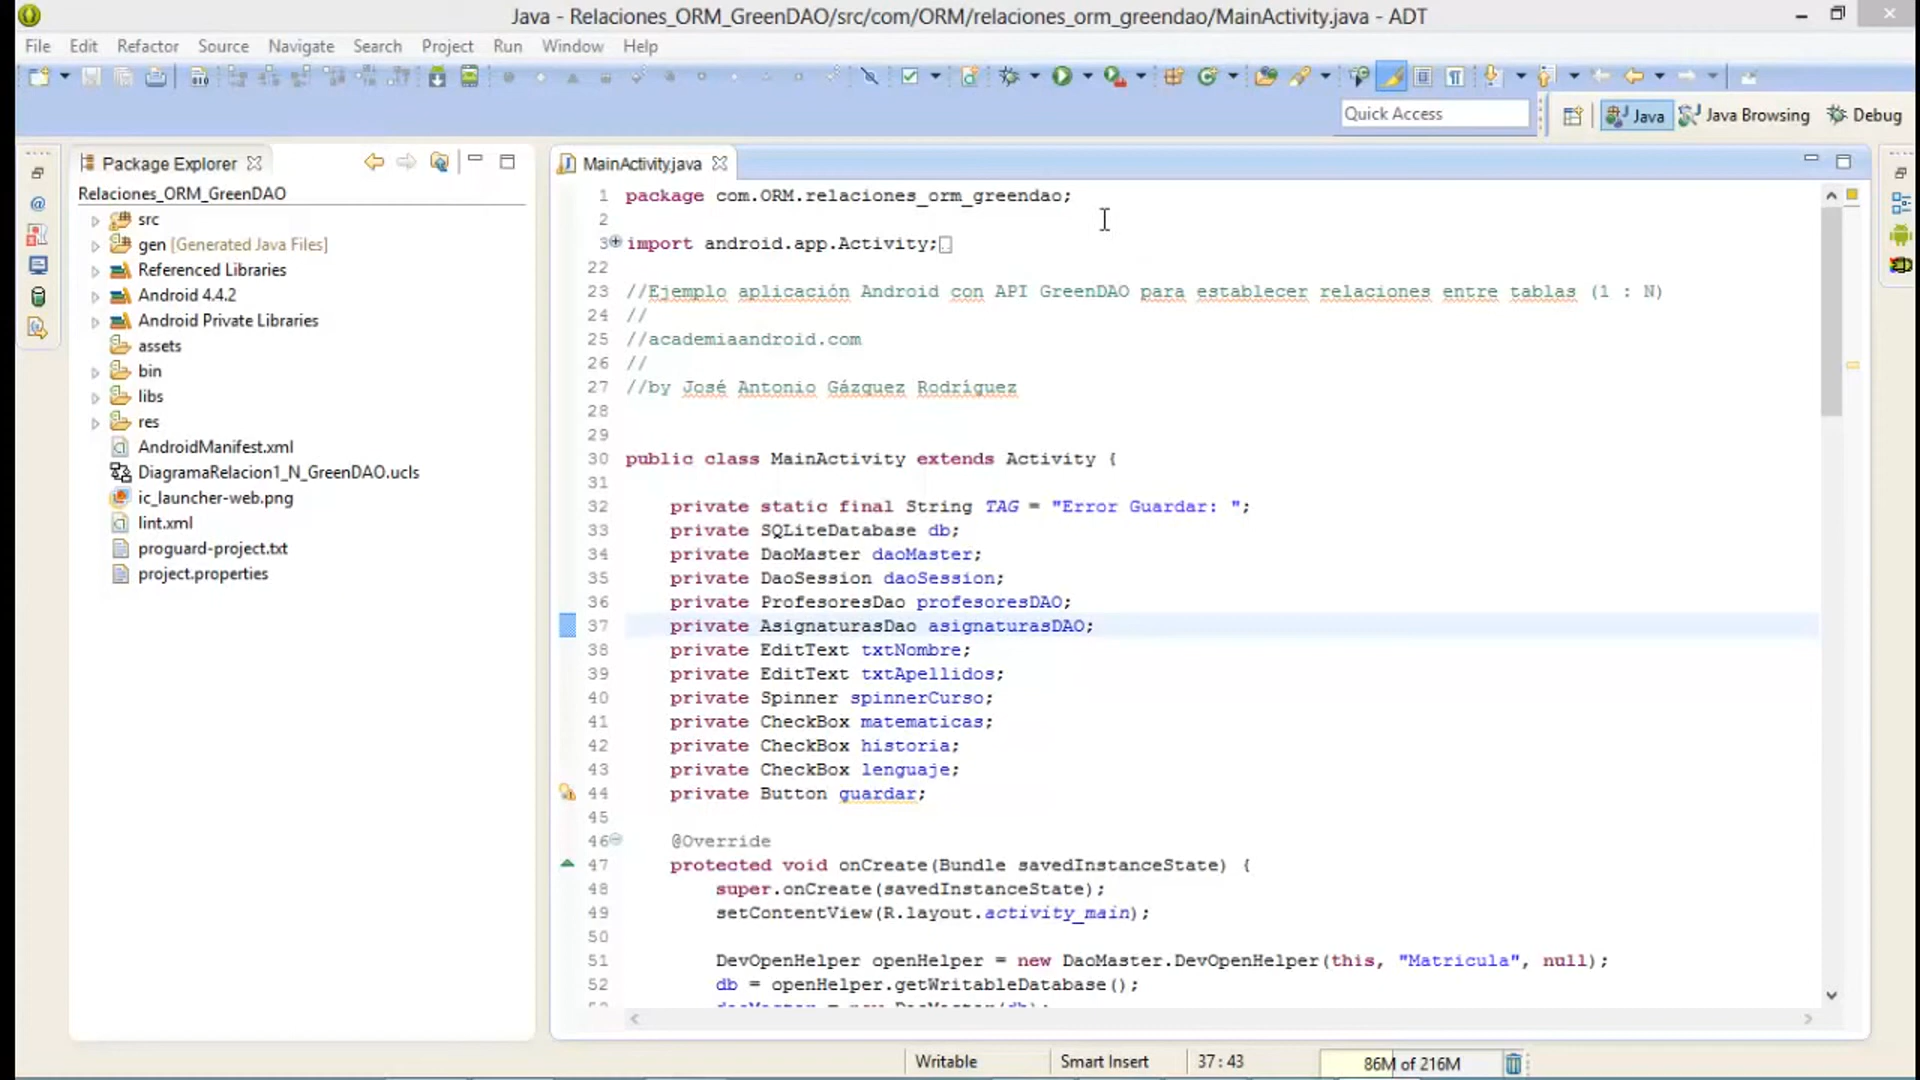 Java - Relaciones_ORM_GreenDAO/src/com/ORM/relaciones_orm_greendao/MainActivity.java - ADT
File Edit Refactor Source Navigate Search Project Run Window Help
Quick Access
Java
Java Browsing
Debug
Package Explorer
Relaciones_ORM_GreenDAO
src
gen [Generated Java Files]
Referenced Libraries
Android 4.4.2
Android Private Libraries
assets
bin
libs
res
AndroidManifest.xml
DiagramaRelacion1_N_GreenDAO.ucls
ic_launcher-web.png
lint.xml
proguard-project.txt
project.properties
MainActivity.java
1 package com.ORM.relaciones_orm_greendao;
2
3 import android.app.Activity;
22
23 //Ejemplo aplicación Android con API GreenDAO para establecer relaciones entre tablas (1 : N)
24 //
25 //academiaandroid.com
26 //
27 //by José Antonio Gázquez Rodríguez
28
29
30 public class MainActivity extends Activity {
31
32 private static final String TAG = "Error Guardar: ";
33 private SQLiteDatabase db;
34 private DaoMaster daoMaster;
35 private DaoSession daoSession;
36 private ProfesoresDao profesoresDAO;
37 private AsignaturasDao asignaturasDAO;
38 private EditText txtNombre;
39 private EditText txtApellidos;
40 private Spinner spinnerCurso;
41 private CheckBox matematicas;
42 private CheckBox historia;
43 private CheckBox lenguaje;
44 private Button guardar;
45
46 @Override
47 protected void onCreate(Bundle savedInstanceState) {
48 super.onCreate(savedInstanceState);
49 setContentView(R.layout.activity_main);
50
51 DevOpenHelper openHelper = new DaoMaster.DevOpenHelper(this, "Matricula", null);
52 db = openHelper.getWritableDatabase();
Writable
Smart Insert
37 : 43
86M of 216M